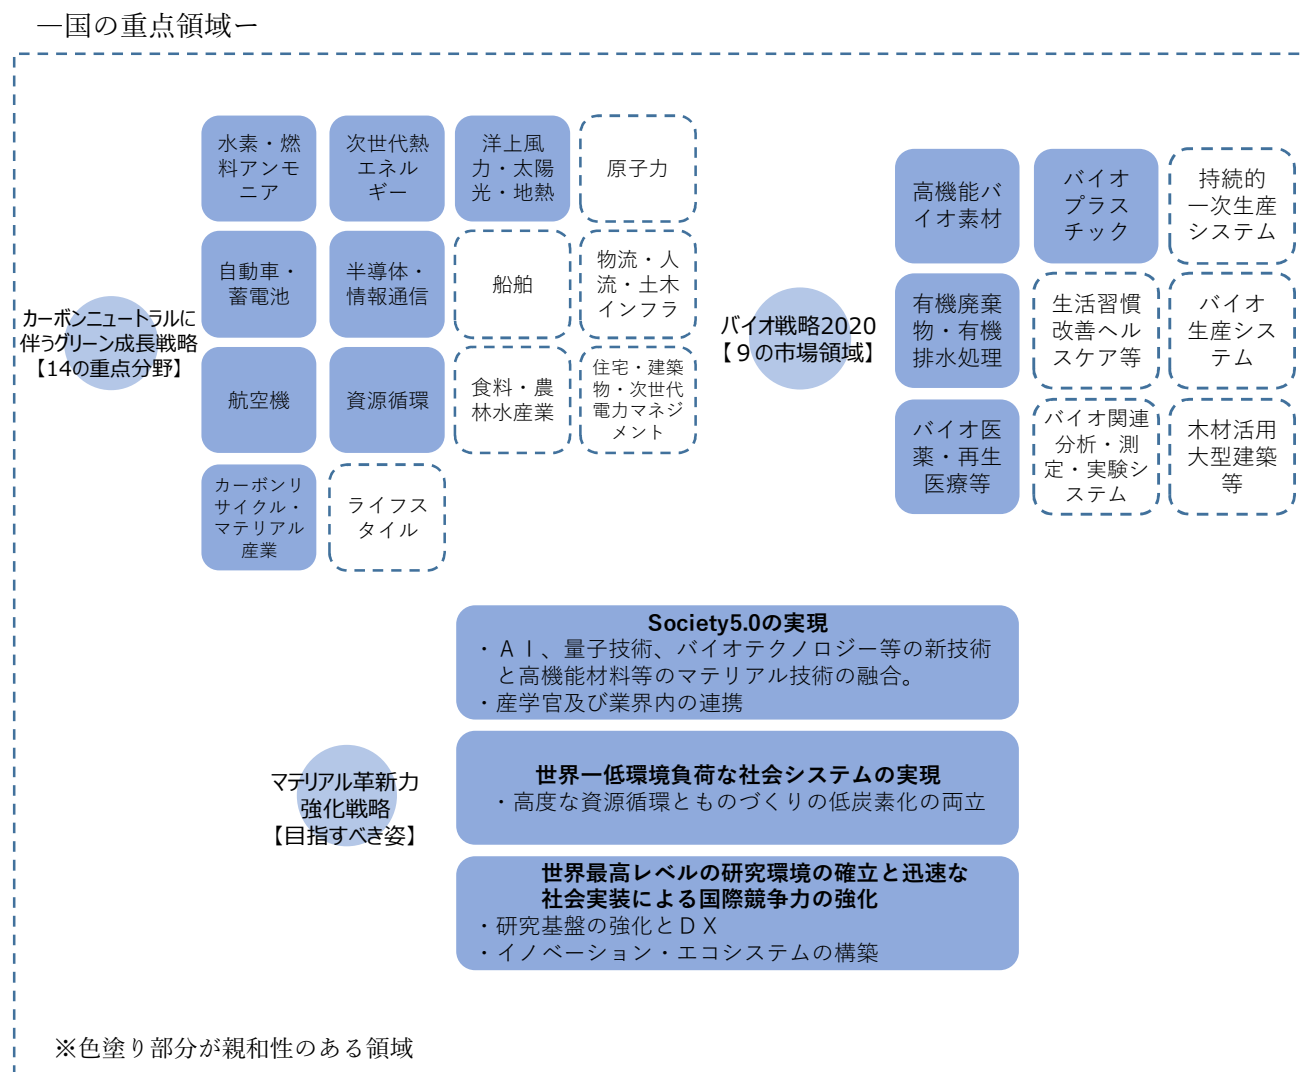 ―国の重点領域ー
水素・燃
料アンモ
ニア
次世代熱
エネル
ギー
洋上風
力・太陽
光・地熱
原子力
自動車・
蓄電池
半導体・
情報通信
船舶
物流・人
流・土木
インフラ
カーボンニュートラルに
伴うグリーン成長戦略
【14の重点分野】
航空機
資源循環
食料・農
林水産業
住宅・建築
物・次世代
電力マネジ
メント
カーボンリ
サイクル・
マテリアル
産業
ライフス
タイル
バイオ戦略2020
【９の市場領域】
高機能バ
イオ素材
バイオ
プラス
チック
持続的
一次生産
システム
有機廃棄
物・有機
排水処理
生活習慣
改善ヘル
スケア等
バイオ
生産シス
テム
バイオ医
薬・再生
医療等
バイオ関連
分析・測
定・実験シ
ステム
木材活用
大型建築
等
マテリアル革新力
強化戦略
【目指すべき姿】
Society5.0の実現
・ＡＩ、量子技術、バイオテクノロジー等の新技術
と高機能材料等のマテリアル技術の融合。
・産学官及び業界内の連携
世界一低環境負荷な社会システムの実現
・高度な資源循環とものづくりの低炭素化の両立
世界最高レベルの研究環境の確立と迅速な
社会実装による国際競争力の強化
・研究基盤の強化とＤＸ
・イノベーション・エコシステムの構築
※色塗り部分が親和性のある領域